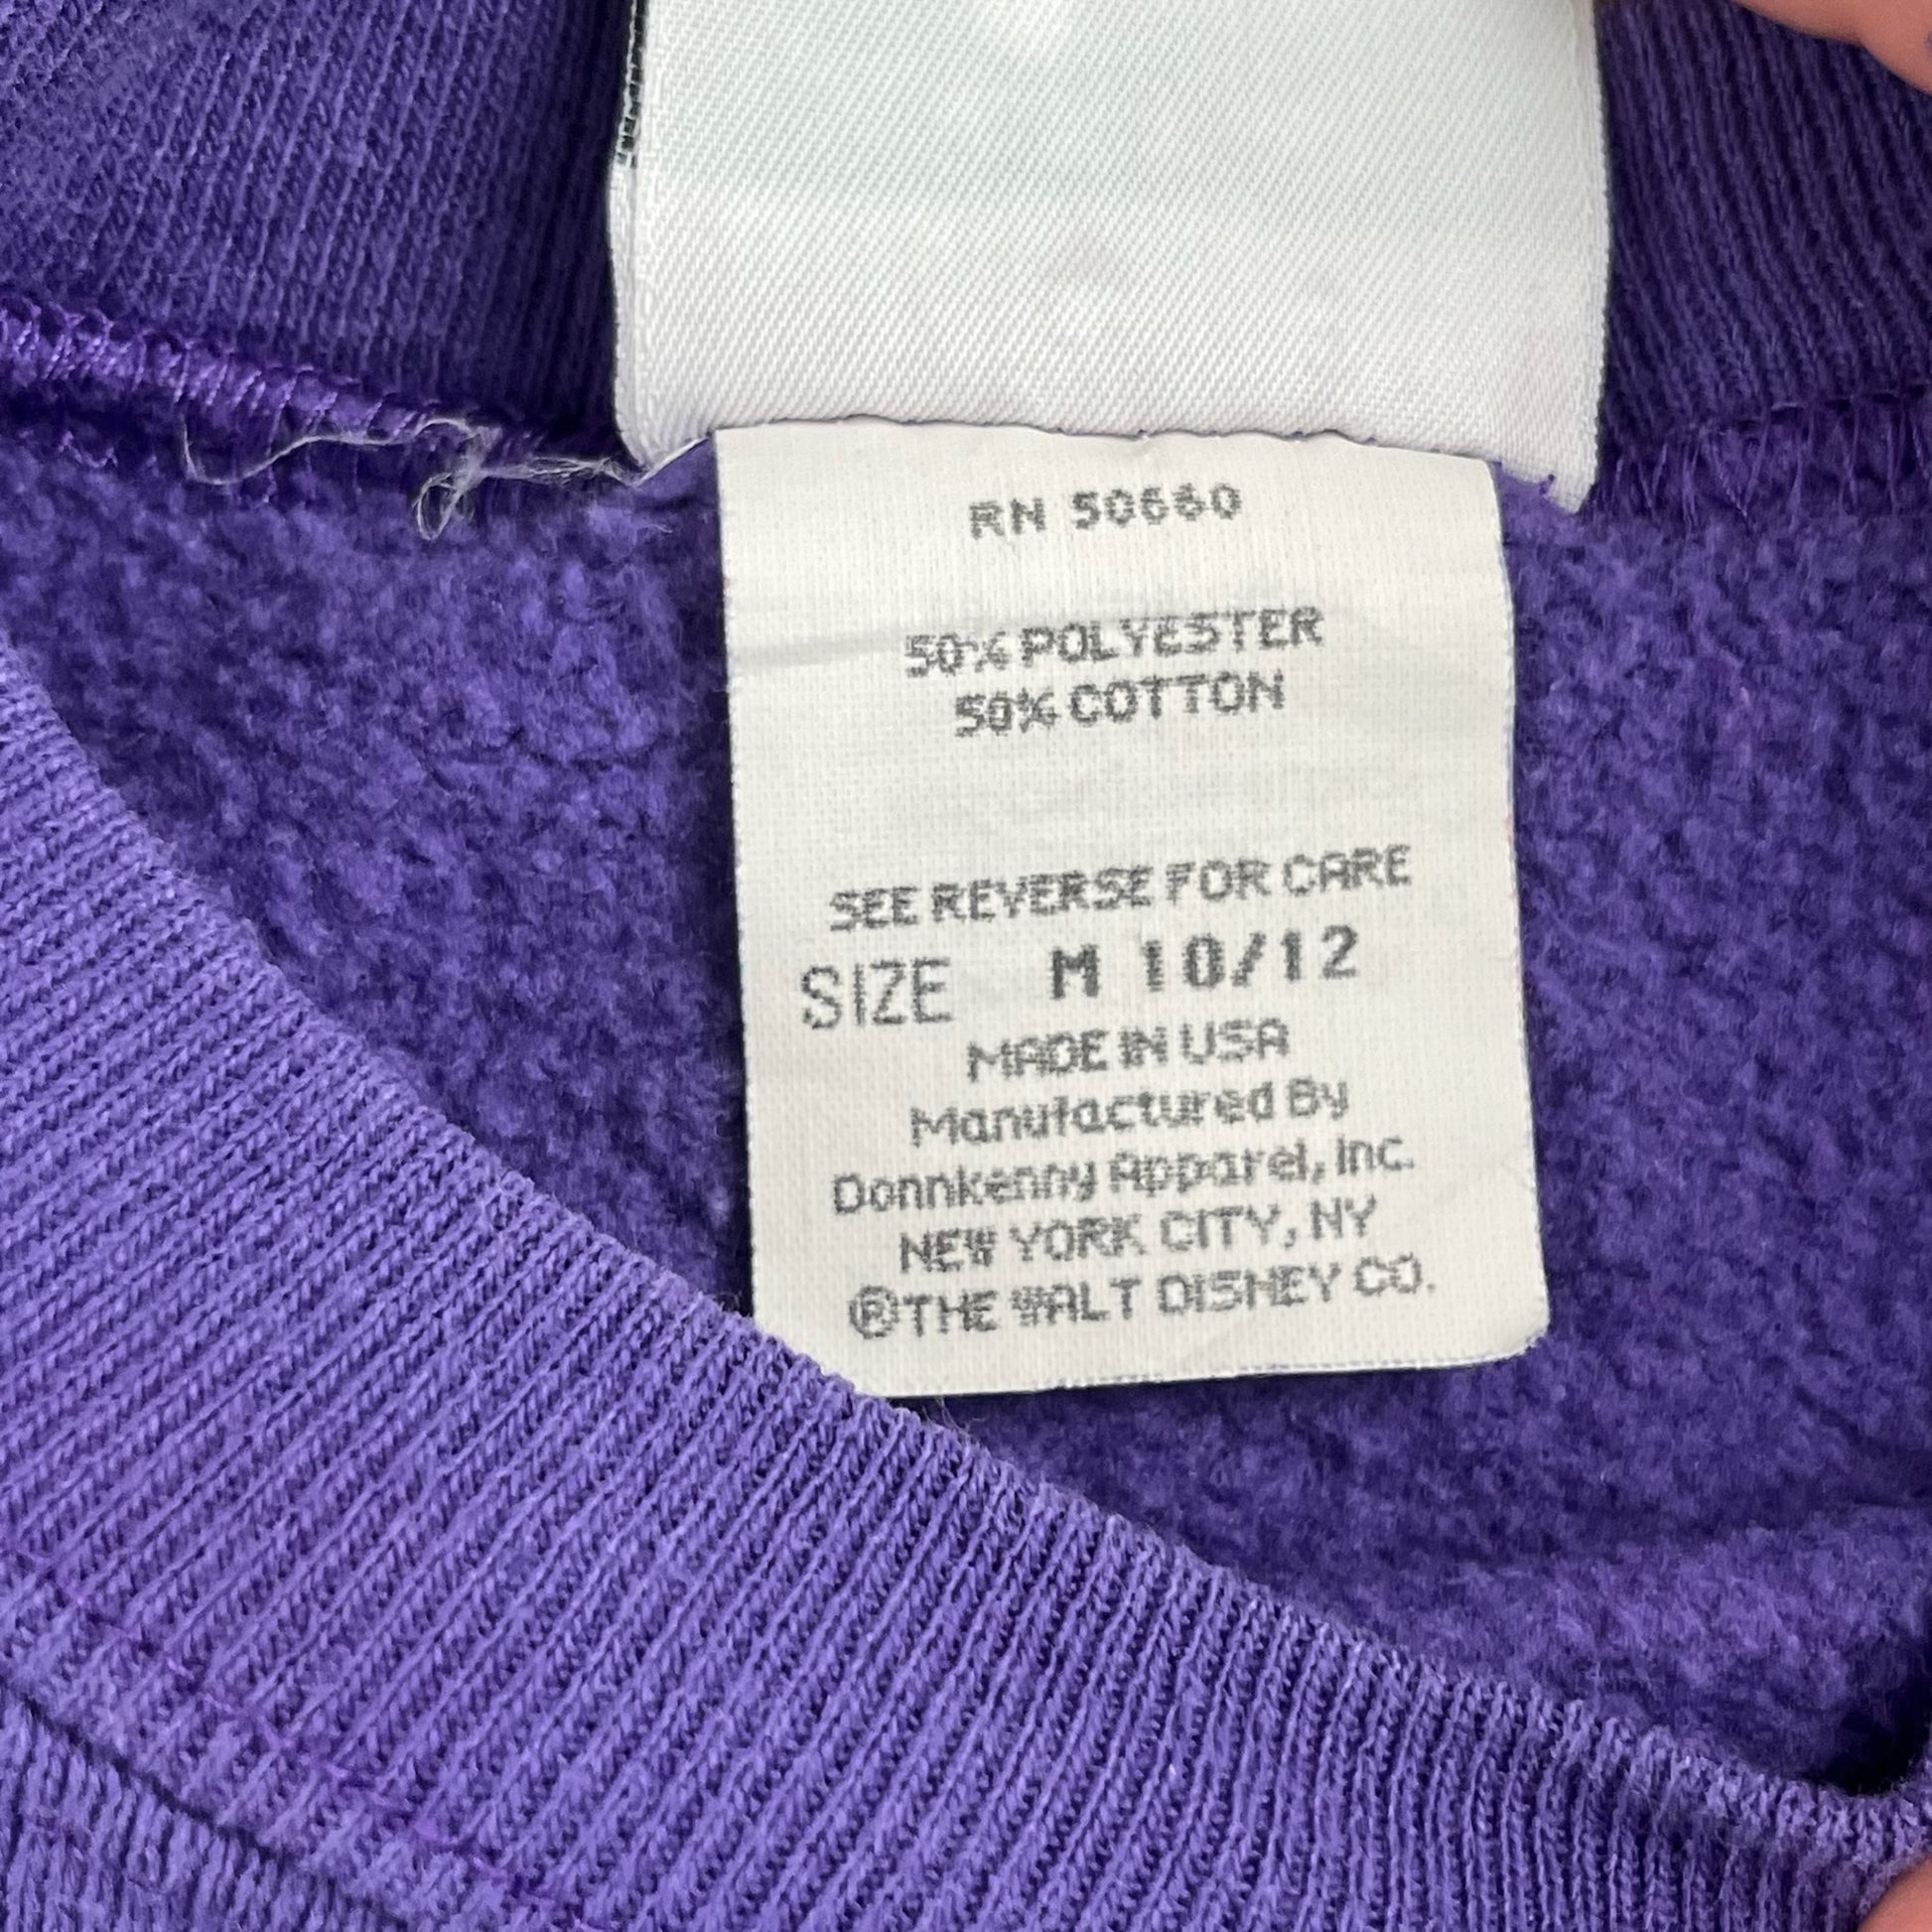 RN 50660
50% POLYESTER
50% COTTON
SEE REVERSE FOR CARE
SIZE M 10/12
MADE IN USA
Manufactured By
Donnkenny Apparel, Inc.
NEW YORK CITY, NY
®THE WALT DISNEY CO.